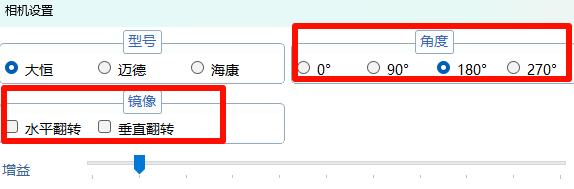 相机设置
型号
角度
大恒 迈德 海康
0° 90° 180° 270°
镜像
水平翻转 垂直翻转
增益